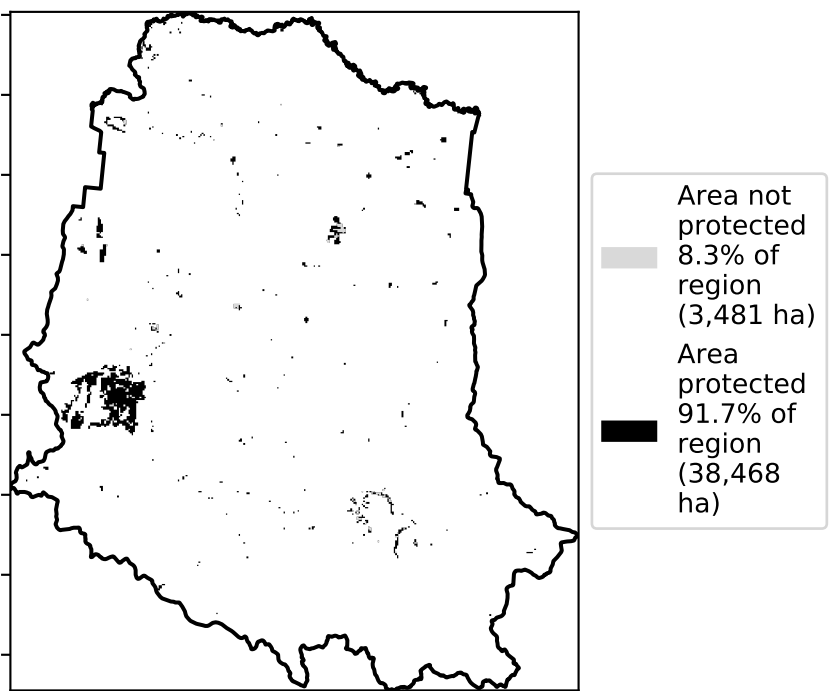 Area not
protected
8.3% of
region
(3,481 ha)
Area
protected
91.7% of
region
(38,468
ha)